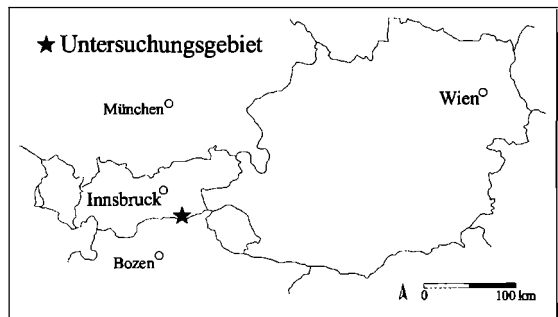 ★ Untersuchungsgebiet
München
Wien
Innsbruck
Bozen
0 100 km